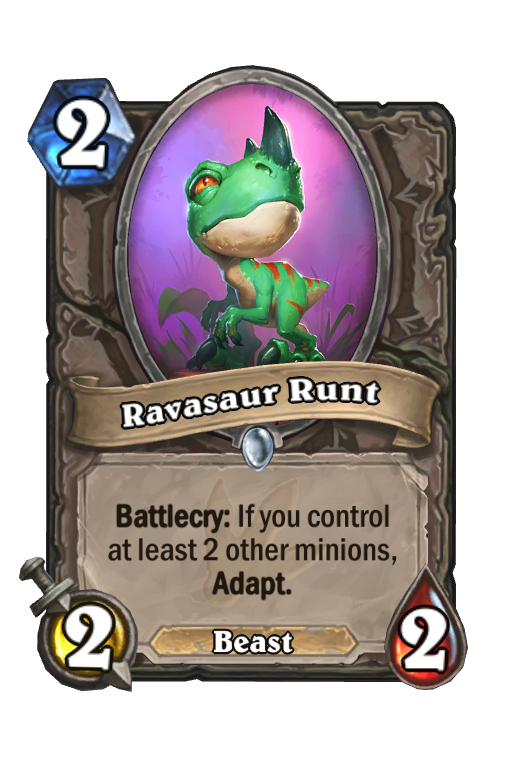 2
Ravasaur Runt
Battlecry: If you control
at least 2 other minions,
Adapt.
2
Beast
2